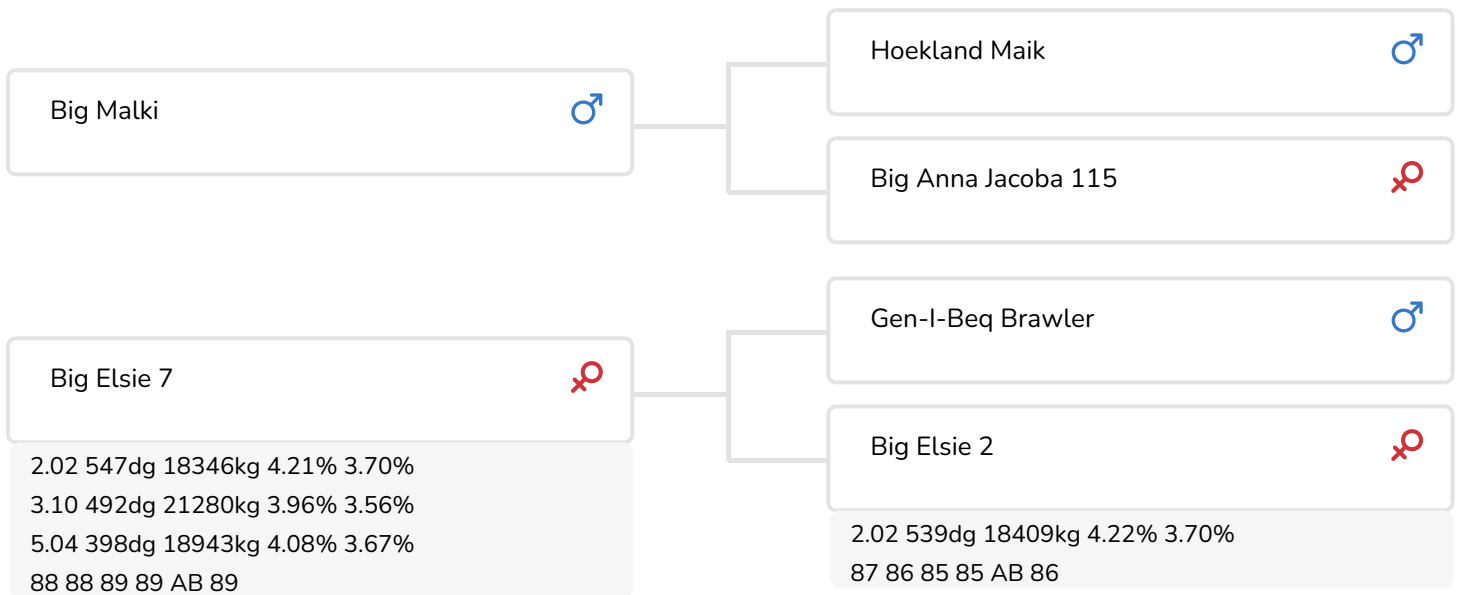 Big Malki
Big Elsie 7
2.02 547dg 18346kg 4.21% 3.70%
3.10 492dg 21280kg 3.96% 3.56%
5.04 398dg 18943kg 4.08% 3.67%
88 88 89 89 AB 89
Hoekland Maik
Big Anna Jacoba 115
Gen-I-Beq Brawler
Big Elsie 2
2.02 539dg 18409kg 4.22% 3.70%
87 86 85 85 AB 86